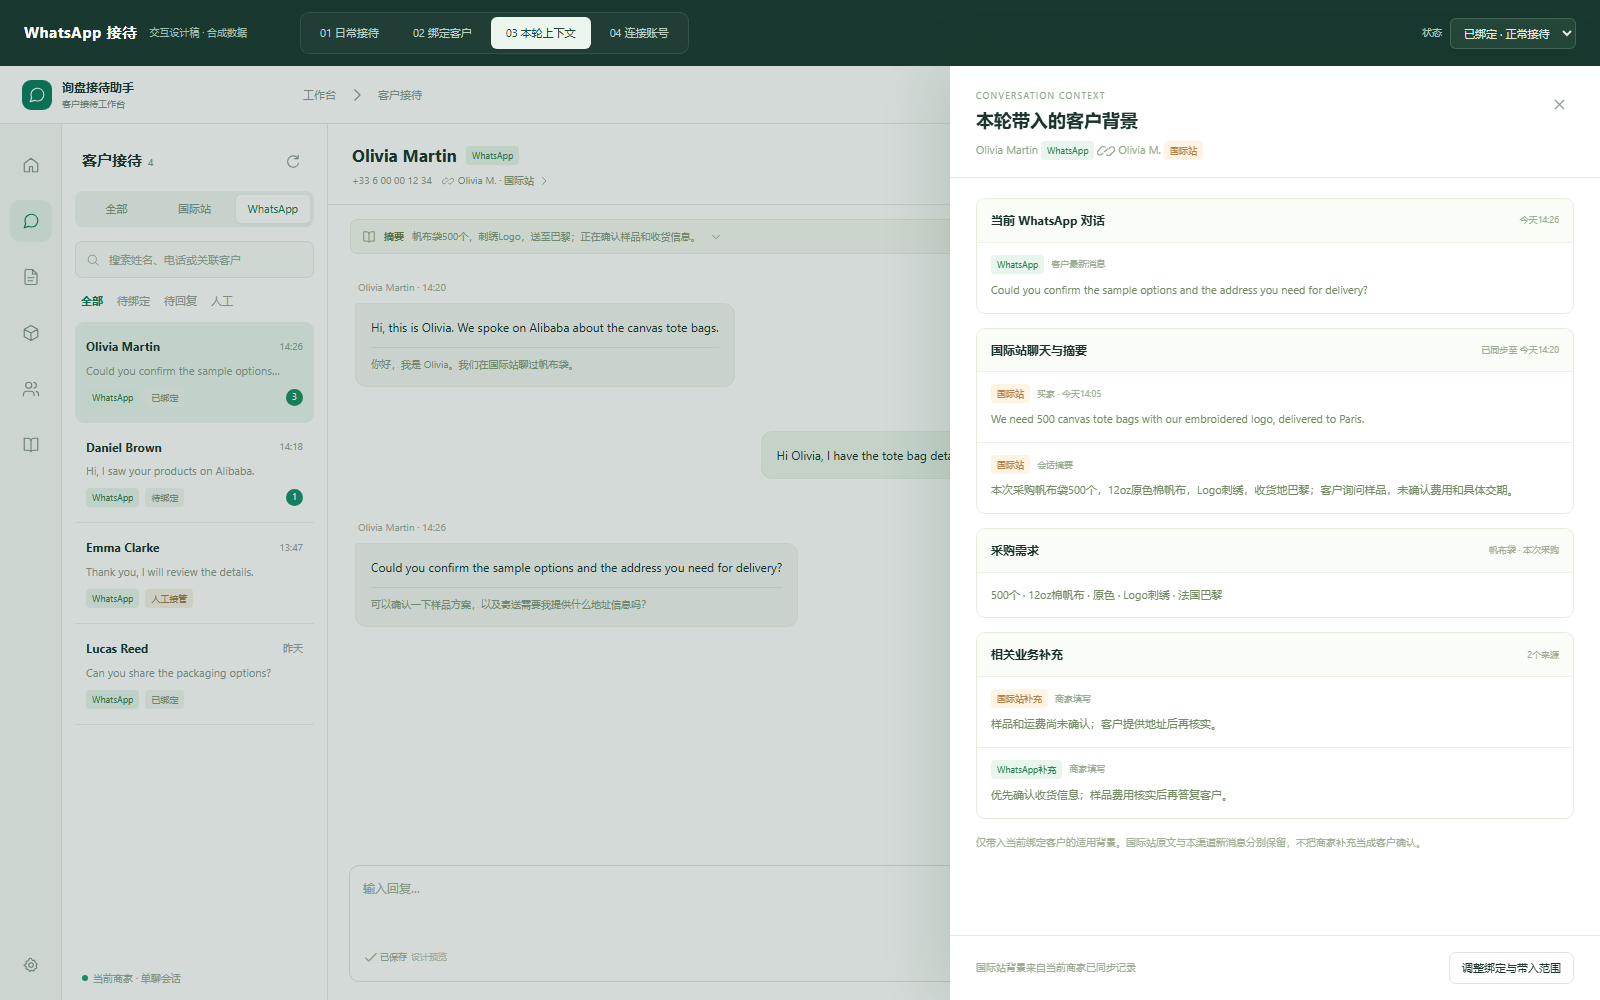 WhatsApp 接待 交互设计稿 · 合成数据
01 日常接待 02 绑定客户 03 本轮上下文 04 连接账号
状态 已绑定 · 正常接待
询盘接待助手
客户接待工作台
工作台 客户接待
客户接待 4
全部 国际站 WhatsApp
搜索姓名、电话或关联客户
全部 待绑定 待回复 人工
Olivia Martin 14:26
Could you confirm the sample options...
WhatsApp 已绑定 3
Daniel Brown 14:18
Hi, I saw your products on Alibaba.
WhatsApp 待绑定 1
Emma Clarke 13:47
Thank you, I will review the details.
WhatsApp 人工接管
Lucas Reed 昨天
Can you share the packaging options?
WhatsApp 已绑定
当前商家 · 单聊会话
Olivia Martin WhatsApp
+33 6 00 00 12 34 Olivia M. · 国际站
摘要 帆布袋500个，刺绣Logo，送至巴黎；正在确认样品和收货信息。
Olivia Martin · 14:20
Hi, this is Olivia. We spoke on Alibaba about the canvas tote bags.
你好，我是 Olivia。我们在国际站聊过帆布袋。
Hi Olivia, I have the tote bag deta
Olivia Martin · 14:26
Could you confirm the sample options and the address you need for delivery?
可以确认一下样品方案，以及寄送需要我提供什么地址信息吗？
输入回复...
已保存 设计预览
CONVERSATION CONTEXT
本轮带入的客户背景
Olivia Martin WhatsApp Olivia M. 国际站
当前 WhatsApp 对话 今天14:26
WhatsApp 客户最新消息
Could you confirm the sample options and the address you need for delivery?
国际站聊天与摘要 已同步至 今天14:20
国际站 买家 · 今天14:05
We need 500 canvas tote bags with our embroidered logo, delivered to Paris.
国际站 会话摘要
本次采购帆布袋500个，12oz原色棉帆布，Logo刺绣，收货地巴黎；客户询问样品，未确认费用和具体交期。
采购需求 帆布袋 · 本次采购
500个 · 12oz棉帆布 · 原色 · Logo刺绣 · 法国巴黎
相关业务补充 2个来源
国际站补充 商家填写
样品和运费尚未确认；客户提供地址后再核实。
WhatsApp补充 商家填写
优先确认收货信息；样品费用核实后再答复客户。
仅带入当前绑定客户的适用背景。国际站原文与本渠道新消息分别保留，不把商家补充当成客户确认。
国际站背景来自当前商家已同步记录
调整绑定与带入范围